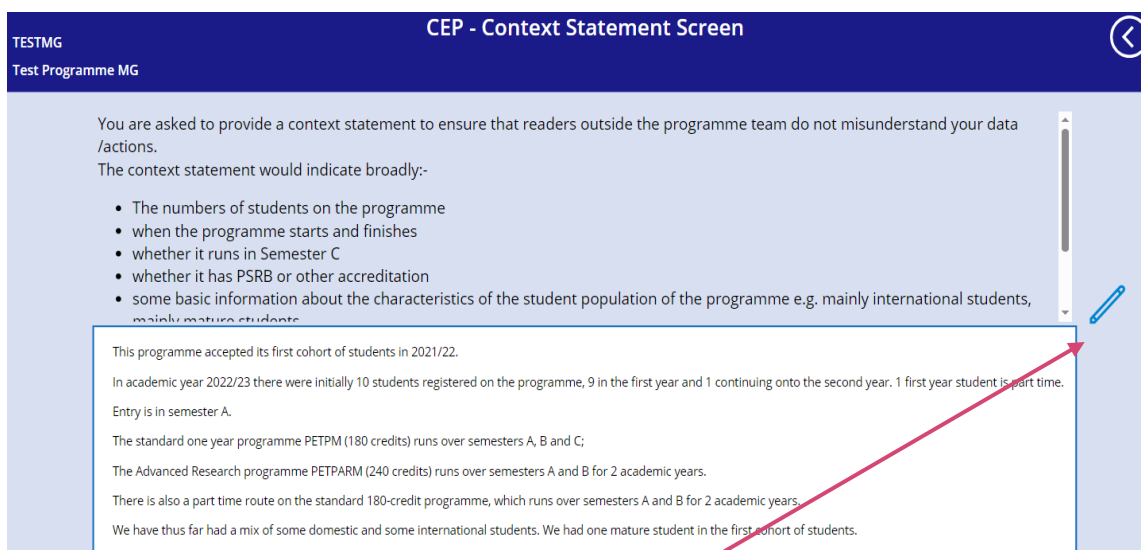 CEP - Context Statement Screen
TESTMG
Test Programme MG
You are asked to provide a context statement to ensure that readers outside the programme team do not misunderstand your data
/actions.
The context statement would indicate broadly:-
• The numbers of students on the programme
• when the programme starts and finishes
• whether it runs in Semester C
• whether it has PSRB or other accreditation
• some basic information about the characteristics of the student population of the programme e.g. mainly international students,
mainly mature students
This programme accepted its first cohort of students in 2021/22.
In academic year 2022/23 there were initially 10 students registered on the programme, 9 in the first year and 1 continuing onto the second year. 1 first year student is part time.
Entry is in semester A.
The standard one year programme PETPM (180 credits) runs over semesters A, B and C;
The Advanced Research programme PETPARM (240 credits) runs over semesters A and B for 2 academic years.
There is also a part time route on the standard 180-credit programme, which runs over semesters A and B for 2 academic years.
We have thus far had a mix of some domestic and some international students. We had one mature student in the first cohort of students.